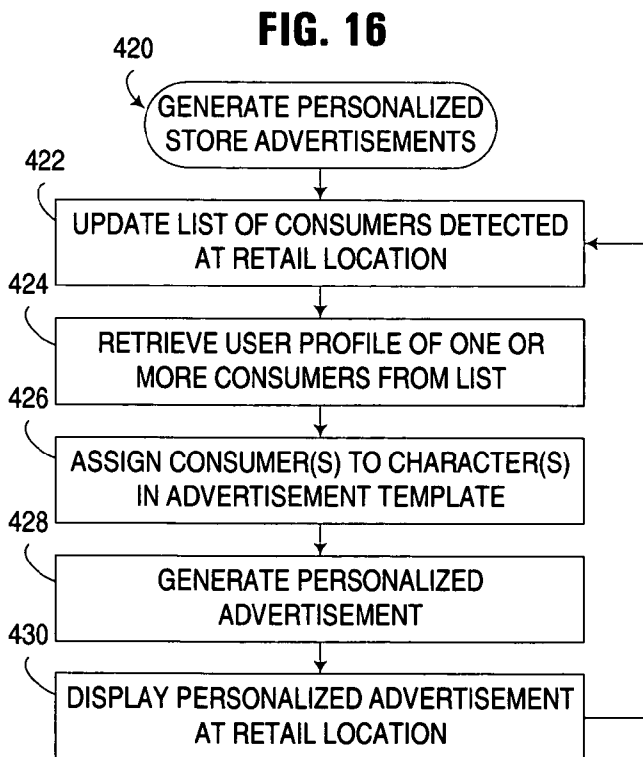 FIG. 16
420
GENERATE PERSONALIZED
STORE ADVERTISEMENTS
422
UPDATE LIST OF CONSUMERS DETECTED
AT RETAIL LOCATION
424
RETRIEVE USER PROFILE OF ONE OR
MORE CONSUMERS FROM LIST
426
ASSIGN CONSUMER(S) TO CHARACTER(S)
IN ADVERTISEMENT TEMPLATE
428
GENERATE PERSONALIZED
ADVERTISEMENT
430
DISPLAY PERSONALIZED ADVERTISEMENT
AT RETAIL LOCATION